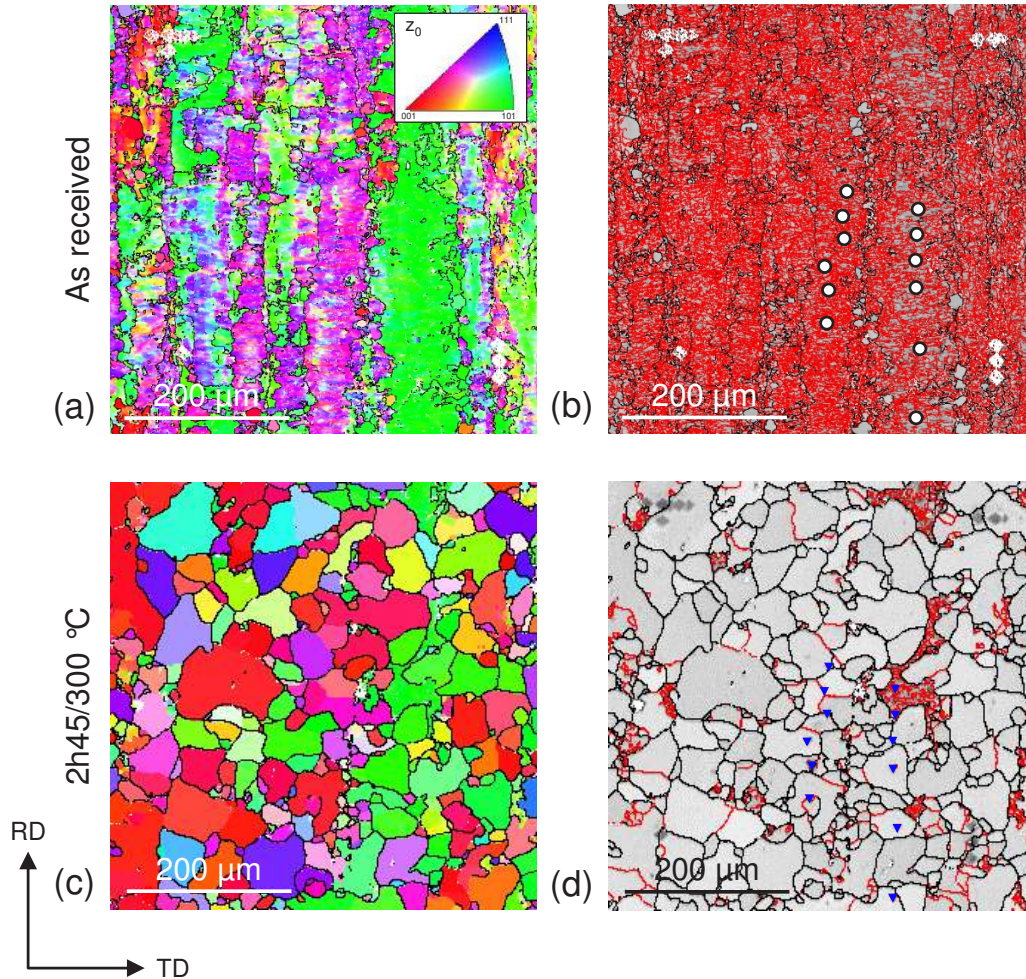 As received
z0
111
001
101
200 µm
(a)
200 µm
(b)
2h45/300 °C
200 µm
(c)
200 µm
(d)
RD
TD